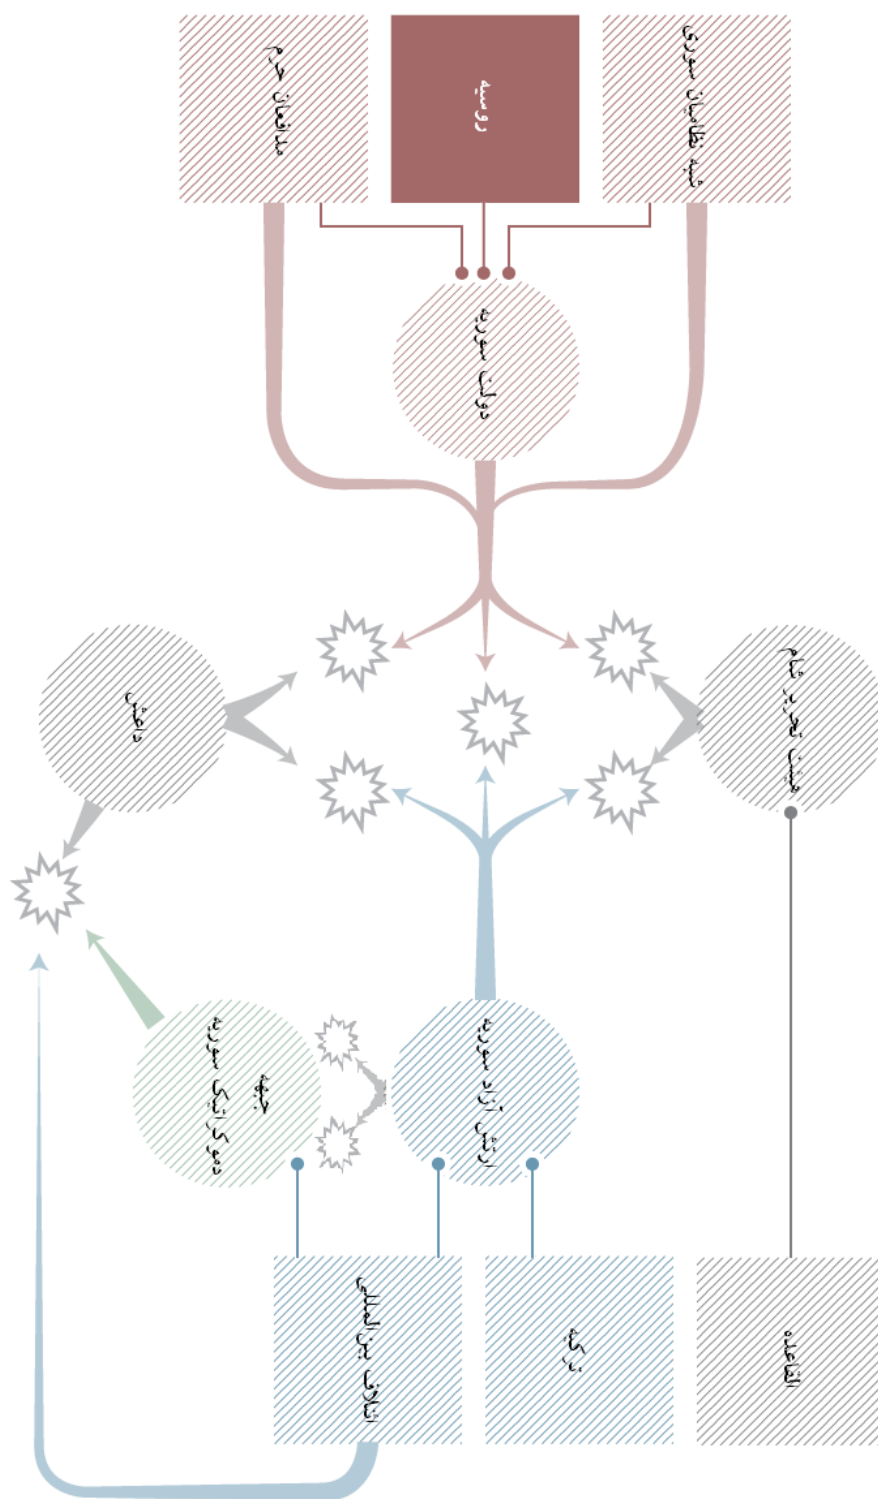 شبه نظامیان سوری
روسیه
مدافعان حرم
دولت سوریه
هیئت تحریر شام
داعش
ارتش آزاد سوریه
جبهه
دموکراتیک سوریه
القاعده
ترکیه
ائتلاف بین‌المللی